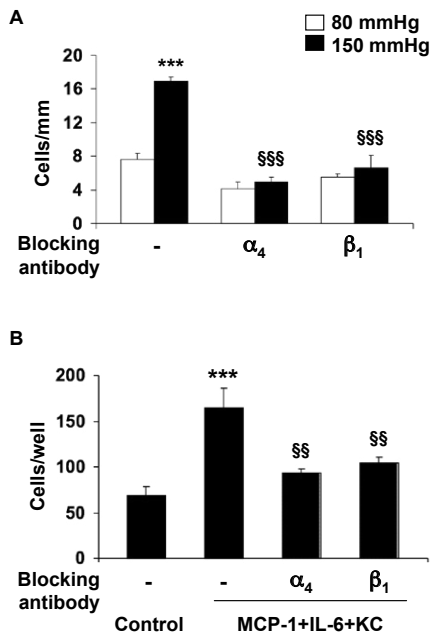 A
80 mmHg
150 mmHg
20
16
12
8
4
0
Cells/mm
***
§§§
§§§
Blocking antibody
- α4 β1
B
200
150
100
50
0
Cells/well
***
§§
§§
Blocking antibody
- - α4 β1
Control MCP-1+IL-6+KC